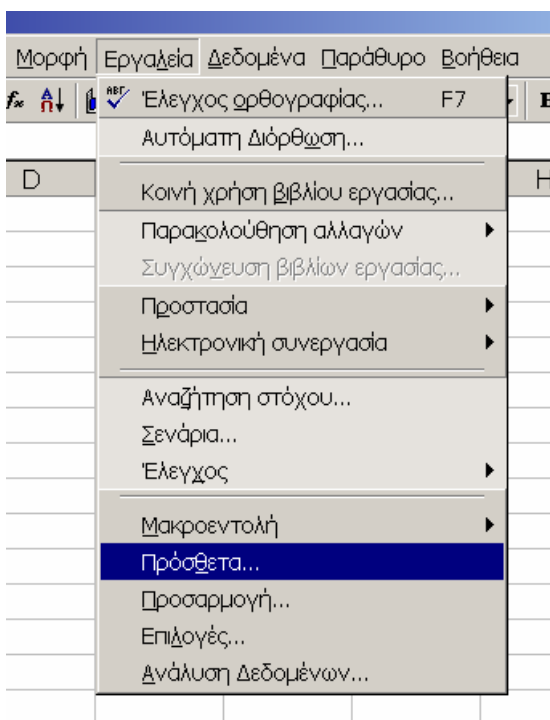 Μορφή Εργαλεία Δεδομένα Παράθυρο Βοήθεια
Έλεγχος ορθογραφίας... F7
Αυτόματη Διόρθωση...
D H
Κοινή χρήση βιβλίου εργασίας...
Παρακολούθηση αλλαγών
Συγχώνευση βιβλίων εργασίας...
Προστασία
Ηλεκτρονική συνεργασία
Αναζήτηση στόχου...
Σενάρια...
Έλεγχος
Μακροεντολή
Πρόσθετα...
Προσαρμογή...
Επιλογές...
Ανάλυση Δεδομένων...